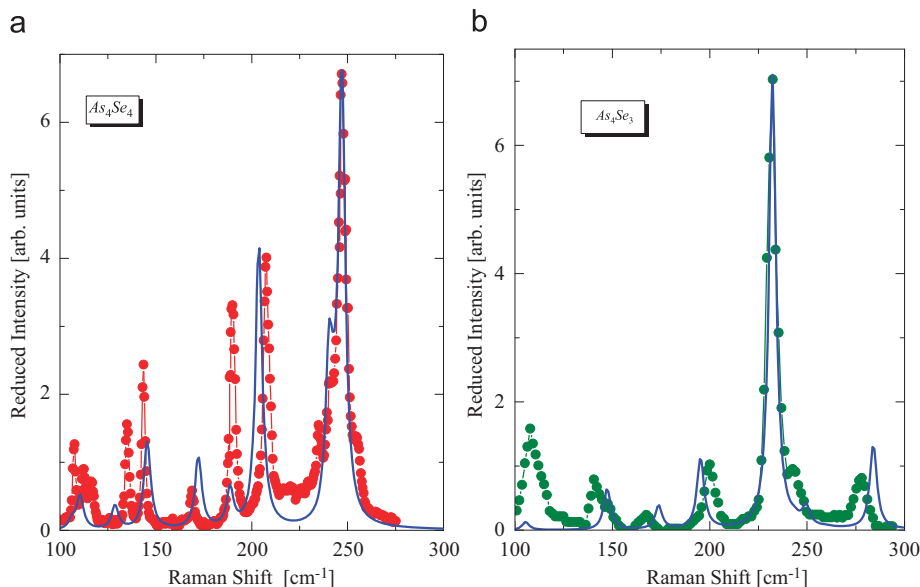 a
As₄Se₄
Reduced Intensity [arb. units]
6
4
2
0
100
150
200
250
300
Raman Shift [cm⁻¹]
b
As₄Se₃
Reduced Intensity [arb. units]
6
4
2
0
100
150
200
250
300
Raman Shift [cm⁻¹]